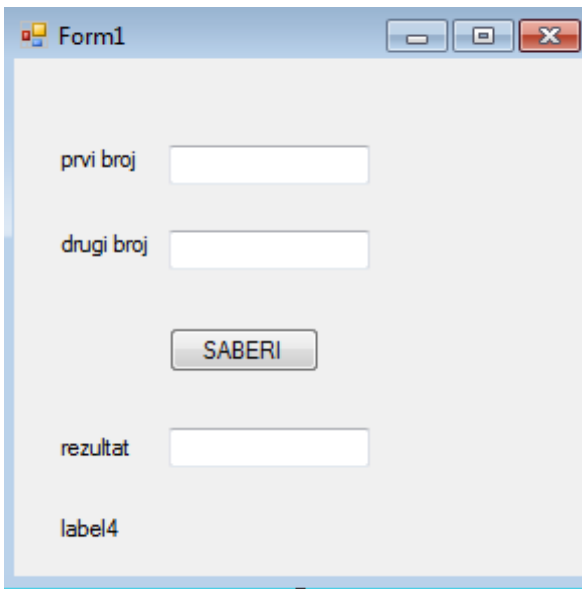 Form1
prvi broj
drugi broj
SABERI
rezultat
label4